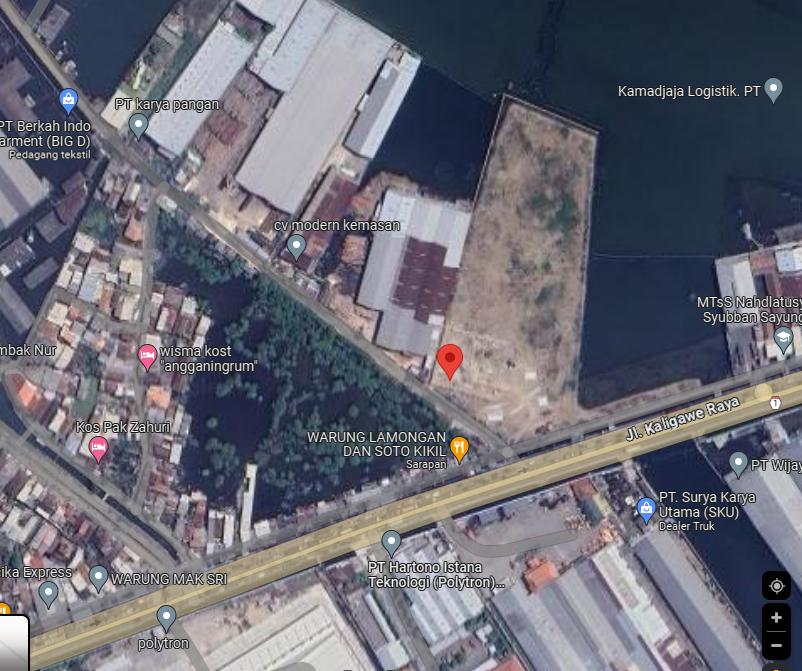 Kamadjaja Logistik. PT
PT karya pangan
PT Berkah Indo
arment (BIG D)
Pedagang tekstil
cv modern kemasan
MTsS Nahdlatusy
Syubban Sayung
mbak Nur
wisma kost
"angganingrum"
Jl. Kaligawe Raya
1
Kos Pak Zahuri
WARUNG LAMONGAN
DAN SOTO KIKIL
Sarapan
PT Wijay
PT. Surya Karya
Utama (SKU)
Dealer Truk
PT Hartono Istana
Teknologi (Polytron)...
ika Express
WARUNG MAK SRI
polytron